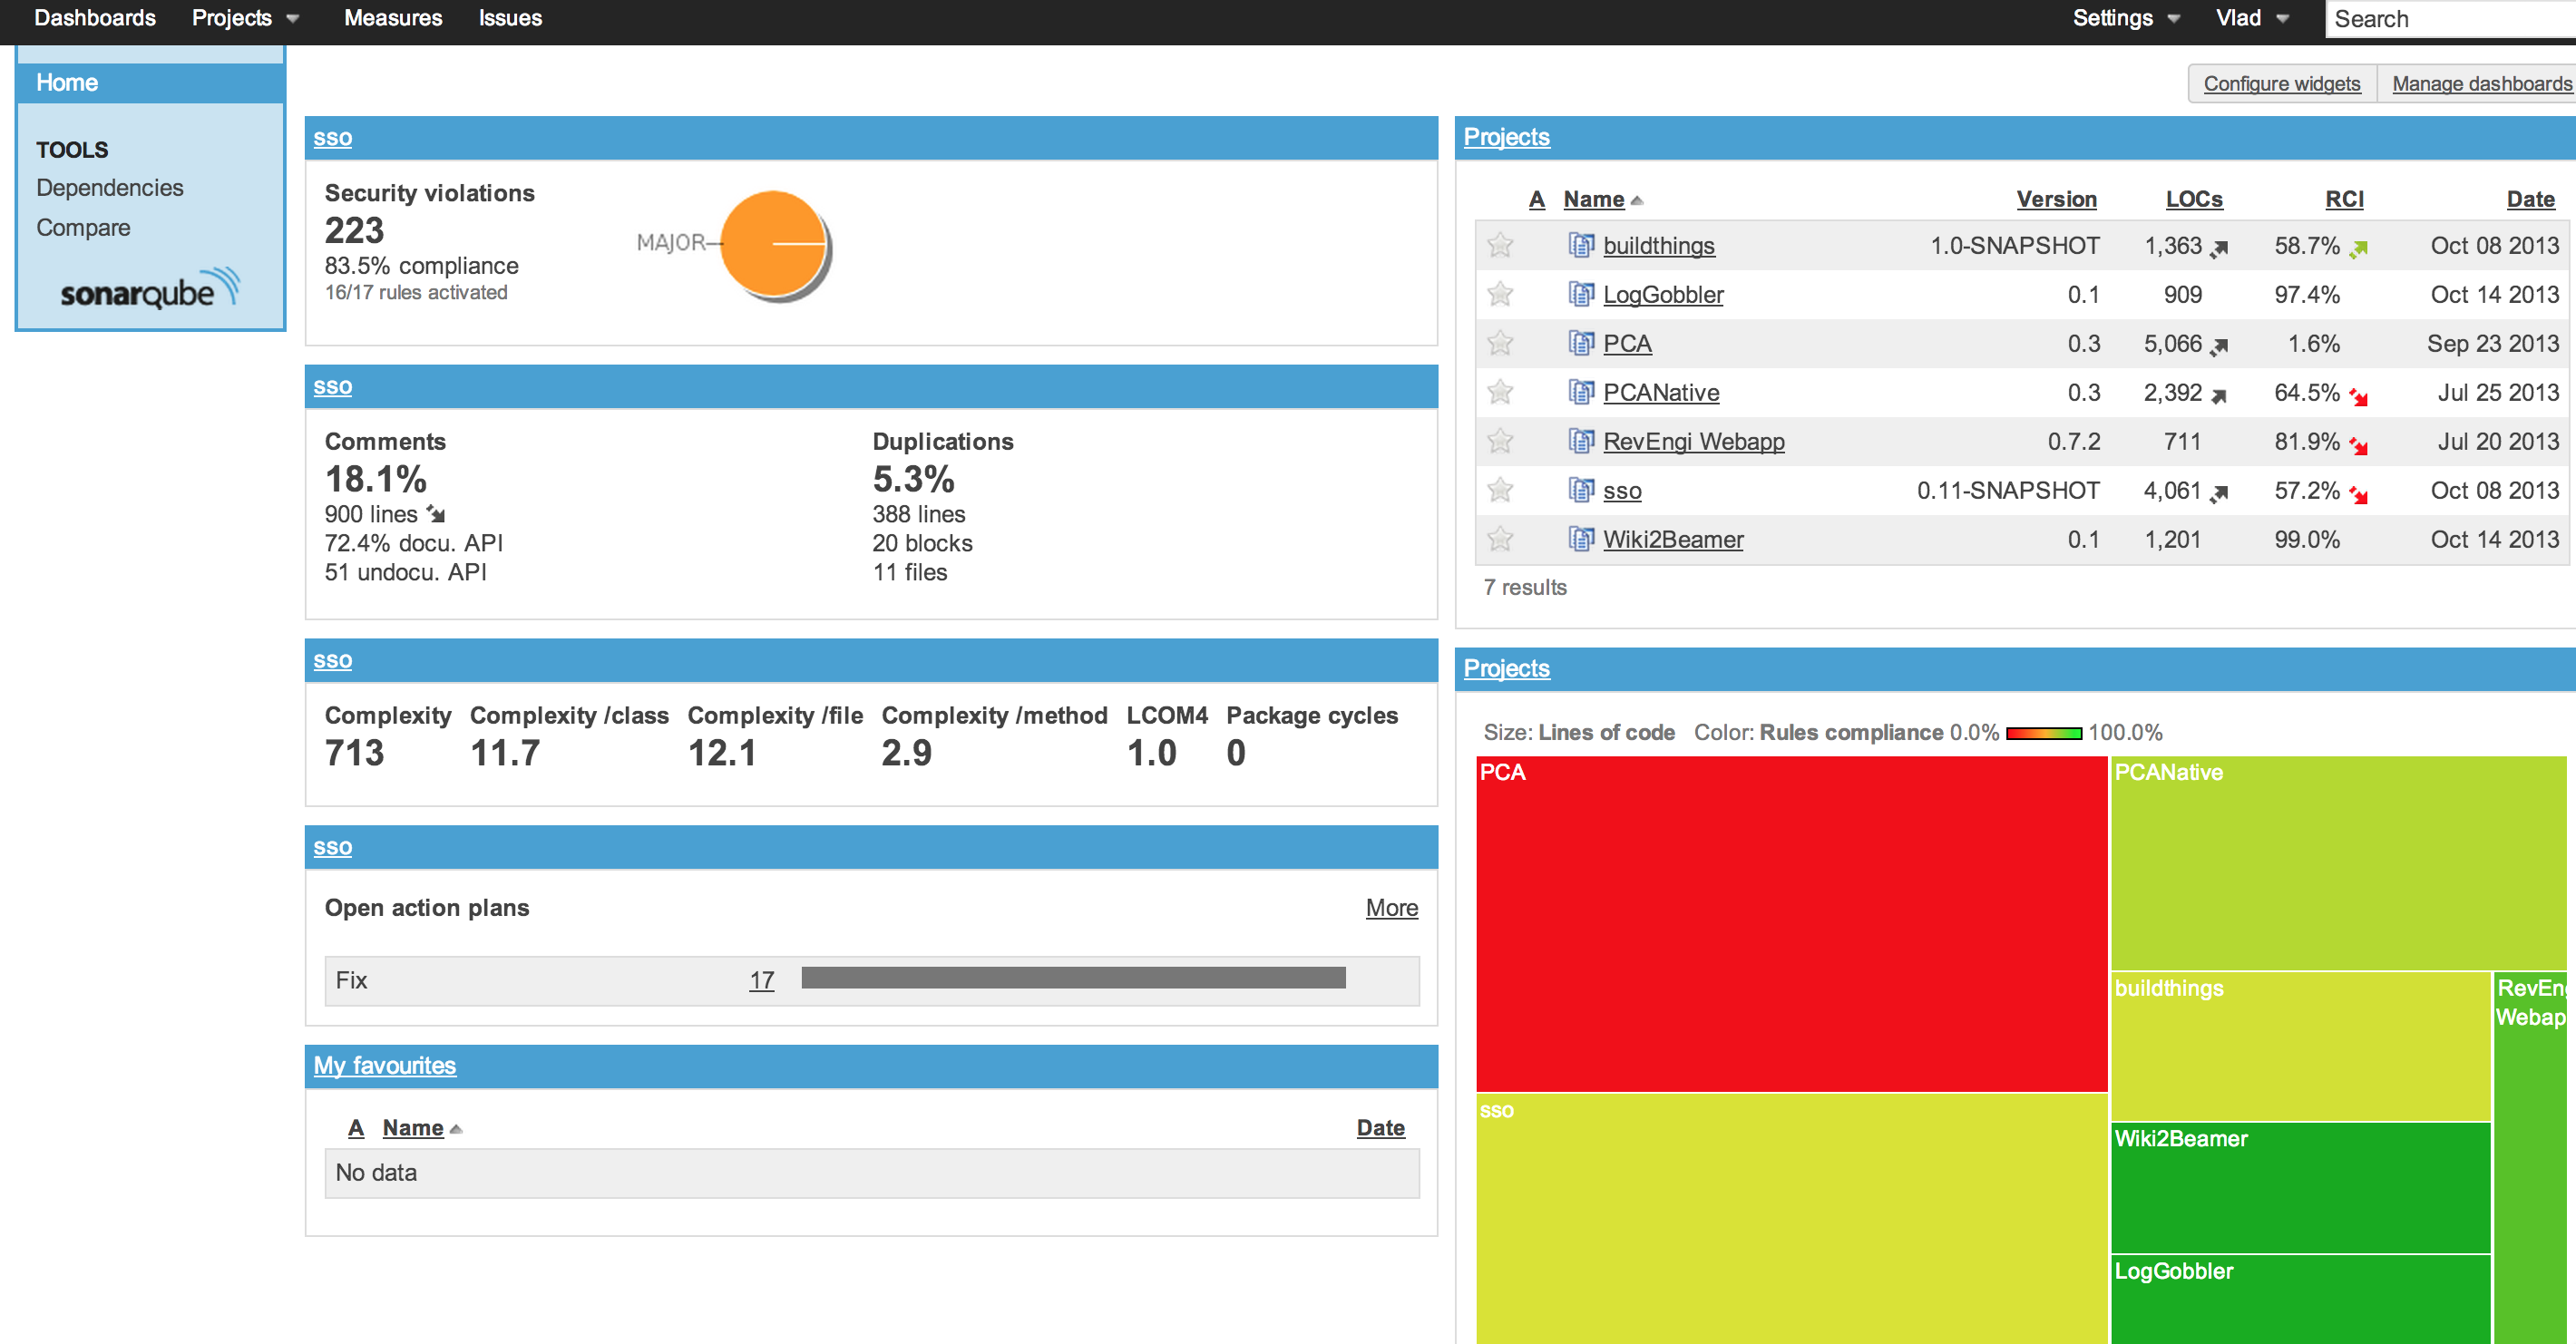 Dashboards Projects Measures Issues Settings Vlad Search
Configure widgets Manage dashboards
Home
TOOLS
Dependencies
Compare
sonarqube
sso
Security violations
223
83.5% compliance
16/17 rules activated
MAJOR
sso
Comments
18.1%
900 lines
72.4% docu. API
51 undocu. API
Duplications
5.3%
388 lines
20 blocks
11 files
sso
Complexity Complexity /class Complexity /file Complexity /method LCOM4 Package cycles
713 11.7 12.1 2.9 1.0 0
sso
Open action plans More
Fix 17
My favourites
A Name Date
No data
Projects
A Name Version LOCs RCI Date
buildthings 1.0-SNAPSHOT 1,363 58.7% Oct 08 2013
LogGobbler 0.1 909 97.4% Oct 14 2013
PCA 0.3 5,066 1.6% Sep 23 2013
PCANative 0.3 2,392 64.5% Jul 25 2013
RevEngi Webapp 0.7.2 711 81.9% Jul 20 2013
sso 0.11-SNAPSHOT 4,061 57.2% Oct 08 2013
Wiki2Beamer 0.1 1,201 99.0% Oct 14 2013
7 results
Projects
Size: Lines of code Color: Rules compliance 0.0% 100.0%
PCA
PCANative
buildthings
RevEng
Webap
sso
Wiki2Beamer
LogGobbler